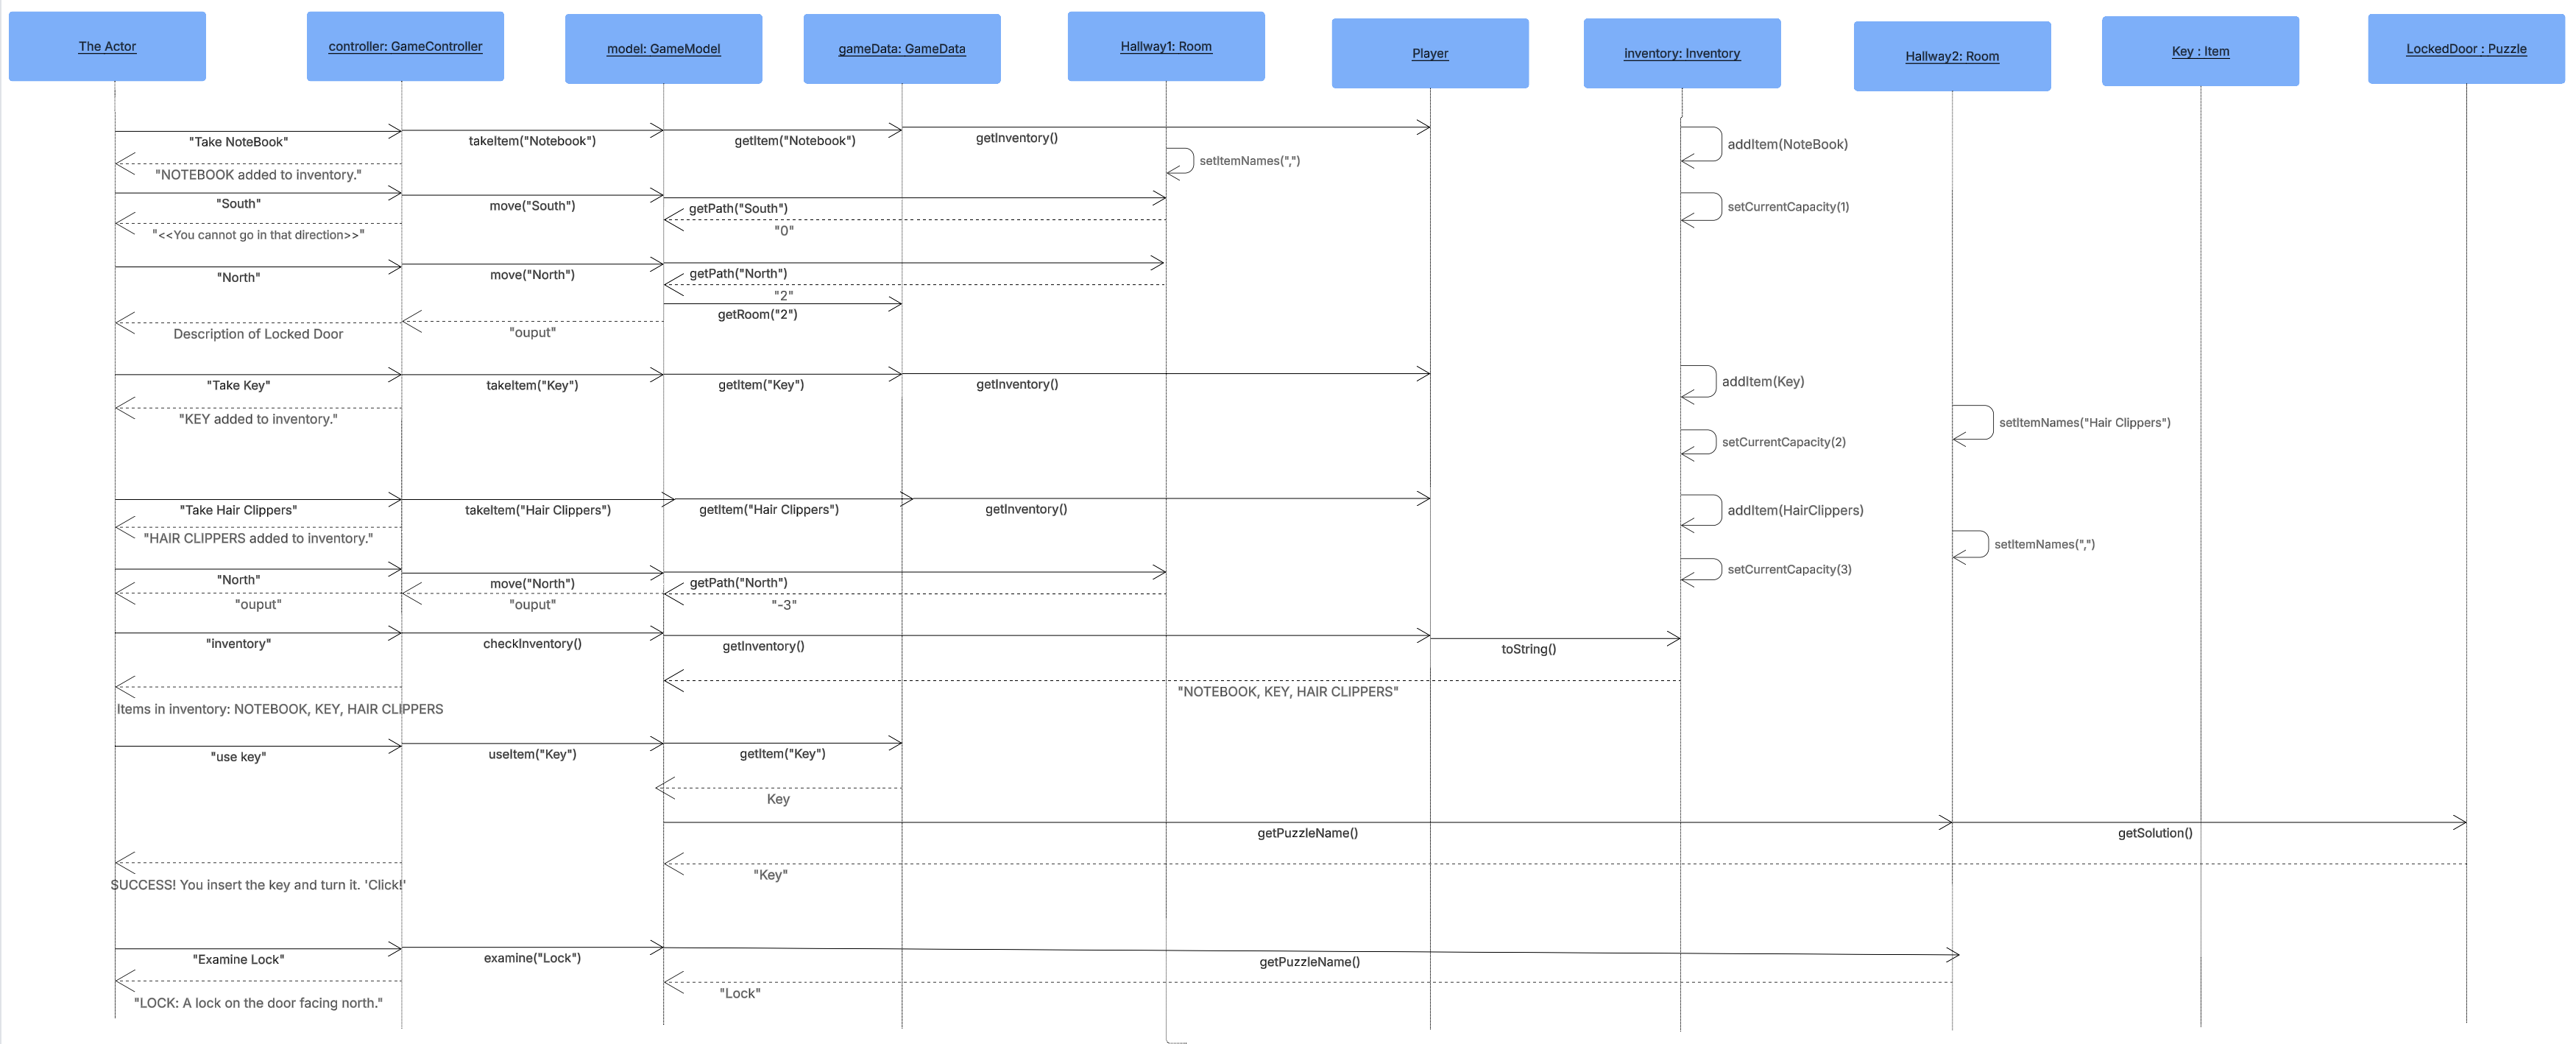 The Actor
controller: GameController
model: GameModel
gameData: GameData
Hallway1: Room
Player
inventory: Inventory
Hallway2: Room
Key : Item
LockedDoor : Puzzle
"Take NoteBook"
takeItem("Notebook")
getItem("Notebook")
getInventory()
addItem(NoteBook)
setItemNames(",")
"NOTEBOOK added to inventory."
"South"
move("South")
getPath("South")
setCurrentCapacity(1)
"0"
"<<You cannot go in that direction>>"
"North"
move("North")
getPath("North")
"2"
getRoom("2")
"ouput"
Description of Locked Door
"Take Key"
takeItem("Key")
getItem("Key")
getInventory()
addItem(Key)
"KEY added to inventory."
setItemNames("Hair Clippers")
setCurrentCapacity(2)
"Take Hair Clippers"
takeItem("Hair Clippers")
getItem("Hair Clippers")
getInventory()
addItem(HairClippers)
"HAIR CLIPPERS added to inventory."
setItemNames(",")
setCurrentCapacity(3)
"North"
move("North")
getPath("North")
"ouput"
"ouput"
"-3"
"inventory"
checkInventory()
getInventory()
toString()
"NOTEBOOK, KEY, HAIR CLIPPERS"
Items in inventory: NOTEBOOK, KEY, HAIR CLIPPERS
"use key"
useItem("Key")
getItem("Key")
Key
getPuzzleName()
getSolution()
"Key"
SUCCESS! You insert the key and turn it. 'Click!'
"Examine Lock"
examine("Lock")
getPuzzleName()
"Lock"
"LOCK: A lock on the door facing north."